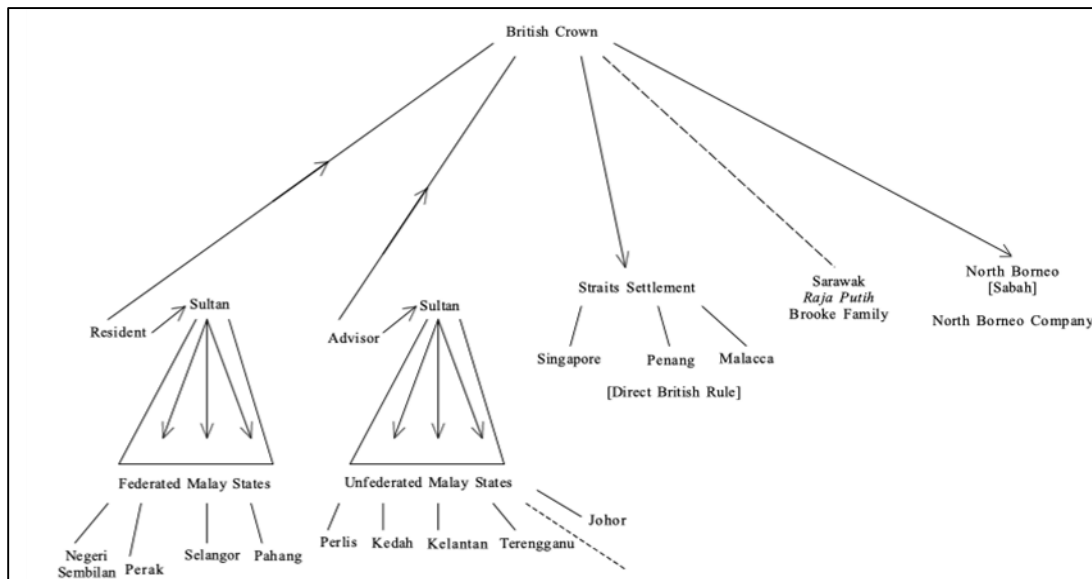 British Crown
Resident
Sultan
Federated Malay States
Negeri
Sembilan
Perak
Selangor
Pahang
Advisor
Sultan
Unfederated Malay States
Perlis
Kedah
Kelantan
Terengganu
Johor
Straits Settlement
Singapore
Penang
Malacca
[Direct British Rule]
Sarawak
Raja Putih
Brooke Family
North Borneo
[Sabah]
North Borneo Company